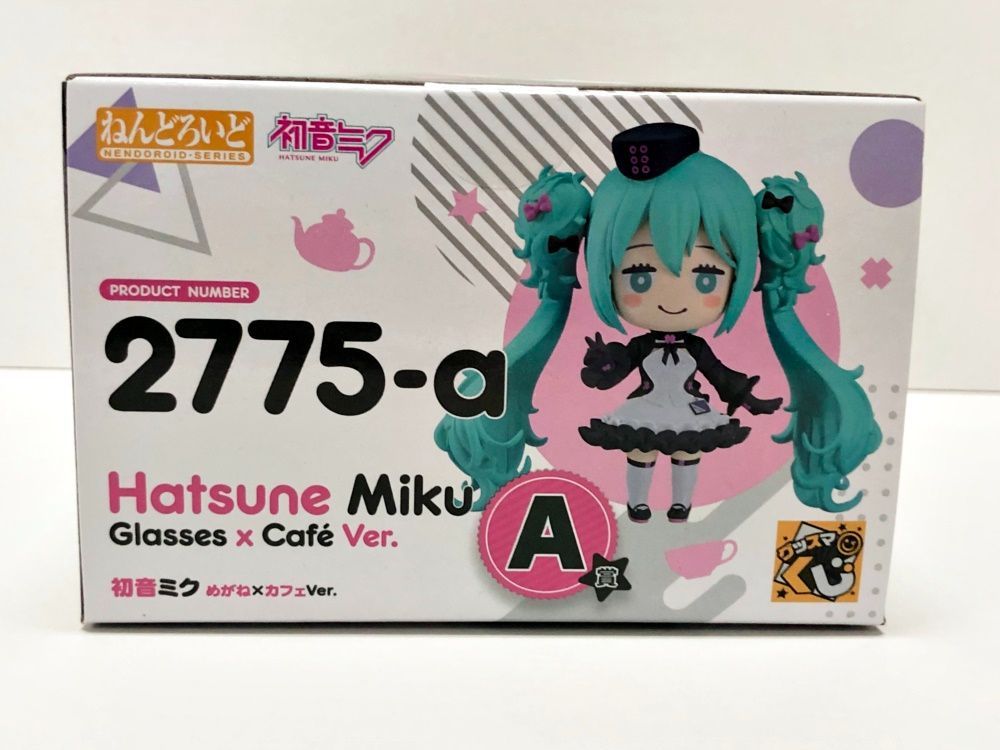 ねんどろいど
NENDOROID·SERIES
初音ミク
HATSUNE MIKU
PRODUCT NUMBER
2775-a
Hatsune Miku
Glasses x Café Ver.
初音ミク めがね×カフェVer.
A
賞
グッスマ
くじ